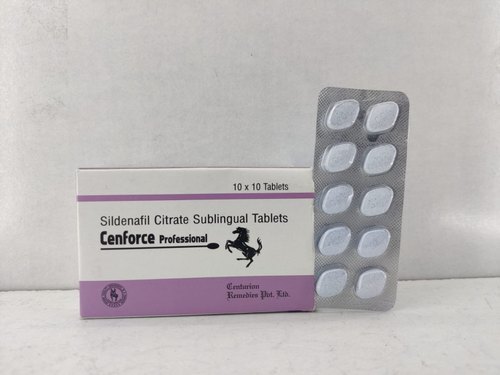 10 x 10 Tablets
Sildenafil Citrate Sublingual Tablets
Cenforce Professional
Centurion
Remedies Pvt. Ltd.